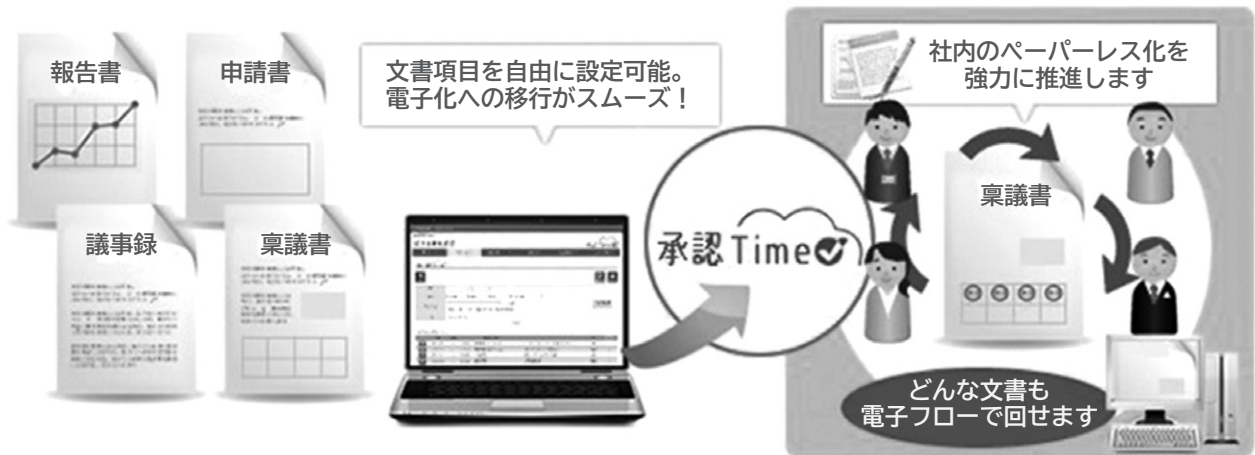 報告書
申請書
議事録
稟議書
文書項目を自由に設定可能。
電子化への移行がスムーズ！
承認Time
社内のペーパーレス化を
強力に推進します
稟議書
どんな文書も
電子フローで回せます